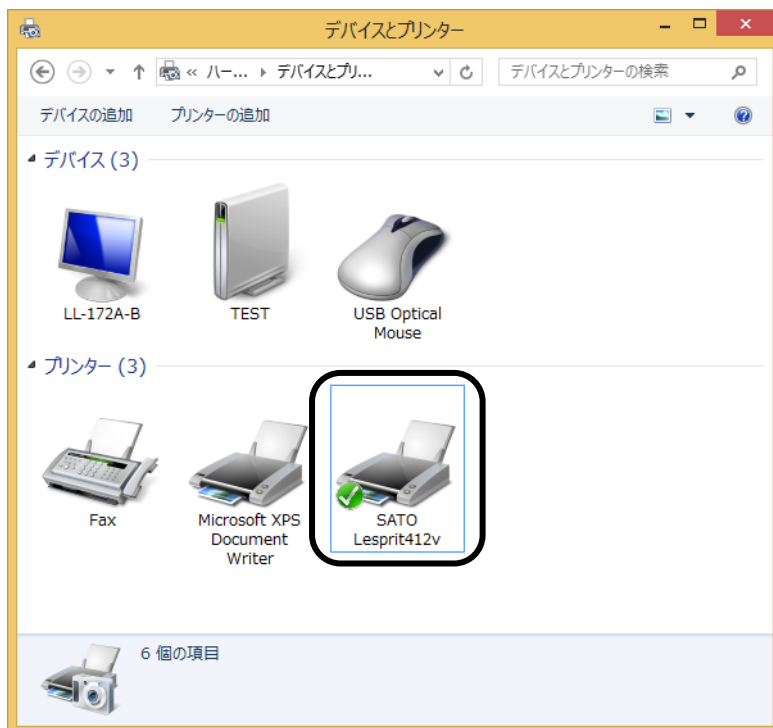 デバイスとプリンター
« ハー... ▸ デバイスとプリ...
デバイスとプリンターの検索
デバイスの追加 プリンターの追加
デバイス (3)
LL-172A-B
TEST
USB Optical
Mouse
プリンター (3)
Fax
Microsoft XPS
Document
Writer
SATO
Lesprit412v
6 個の項目